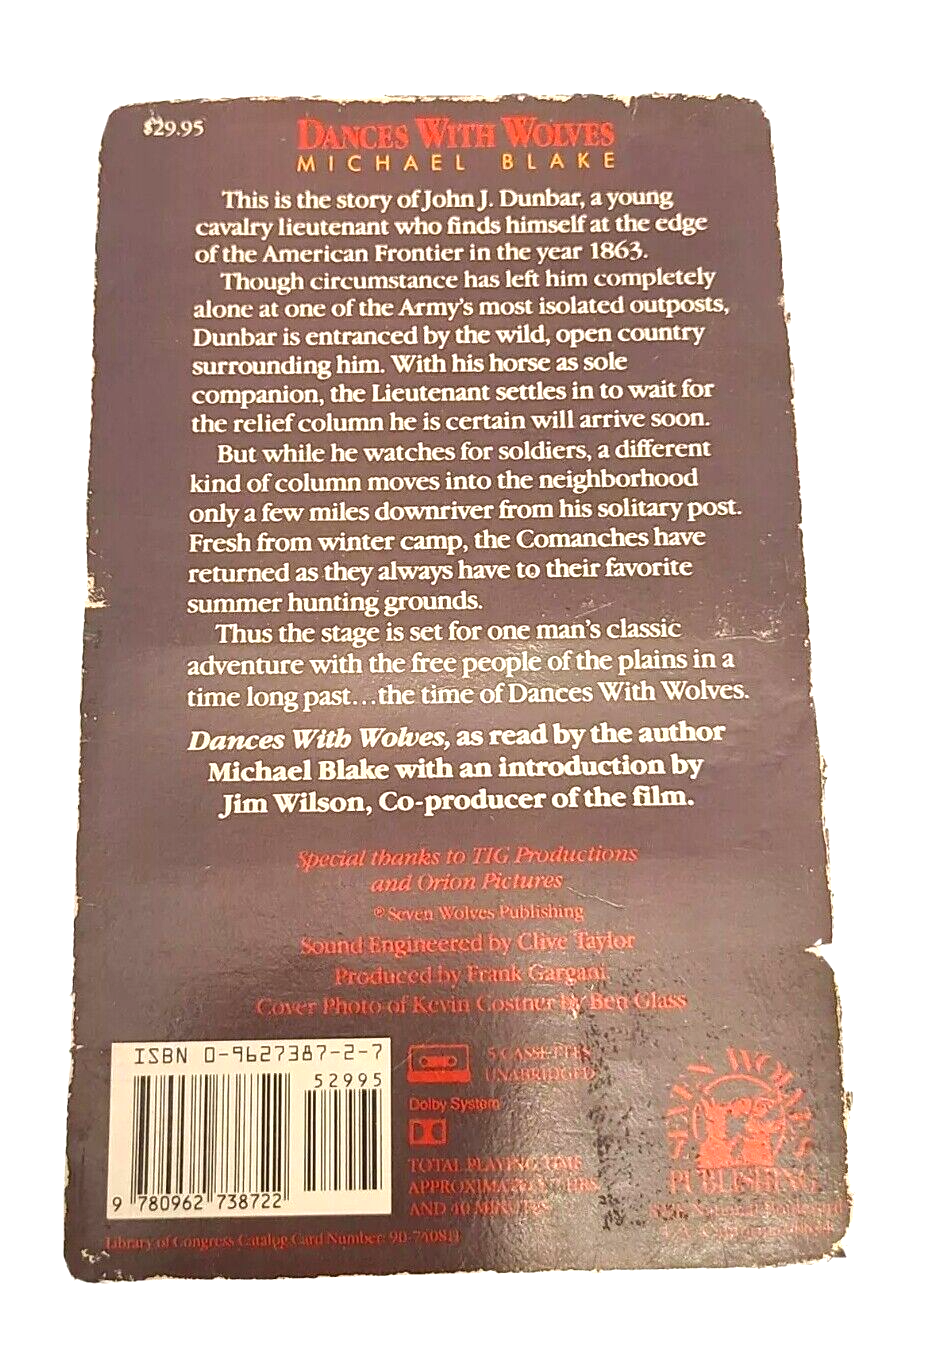 $29.95
DANCES WITH WOLVES
MICHAEL BLAKE
This is the story of John J. Dunbar, a young
cavalry lieutenant who finds himself at the edge
of the American Frontier in the year 1863.
Though circumstance has left him completely
alone at one of the Army's most isolated outposts,
Dunbar is entranced by the wild, open country
surrounding him. With his horse as sole
companion, the Lieutenant settles in to wait for
the relief column he is certain will arrive soon.
But while he watches for soldiers, a different
kind of column moves into the neighborhood
only a few miles downriver from his solitary post.
Fresh from winter camp, the Comanches have
returned as they always have to their favorite
summer hunting grounds.
Thus the stage is set for one man's classic
adventure with the free people of the plains in a
time long past...the time of Dances With Wolves.
Dances With Wolves, as read by the author
Michael Blake with an introduction by
Jim Wilson, Co-producer of the film.
Special thanks to TIG Productions
and Orion Pictures
℗ Seven Wolves Publishing
Sound Engineered by Clive Taylor
Produced by Frank Gargani
Cover Photo of Kevin Costner by Ben Glass
ISBN 0-9627387-2-7
52995
9 780962 738722
5 CASSETTES
UNABRIDGED
Dolby System
TOTAL PLAYING TIME
APPROXIMATELY HRS
AND 40 MINUTES
SEVEN WOLVES
PUBLISHING
Library of Congress Catalog Card Number: 90-